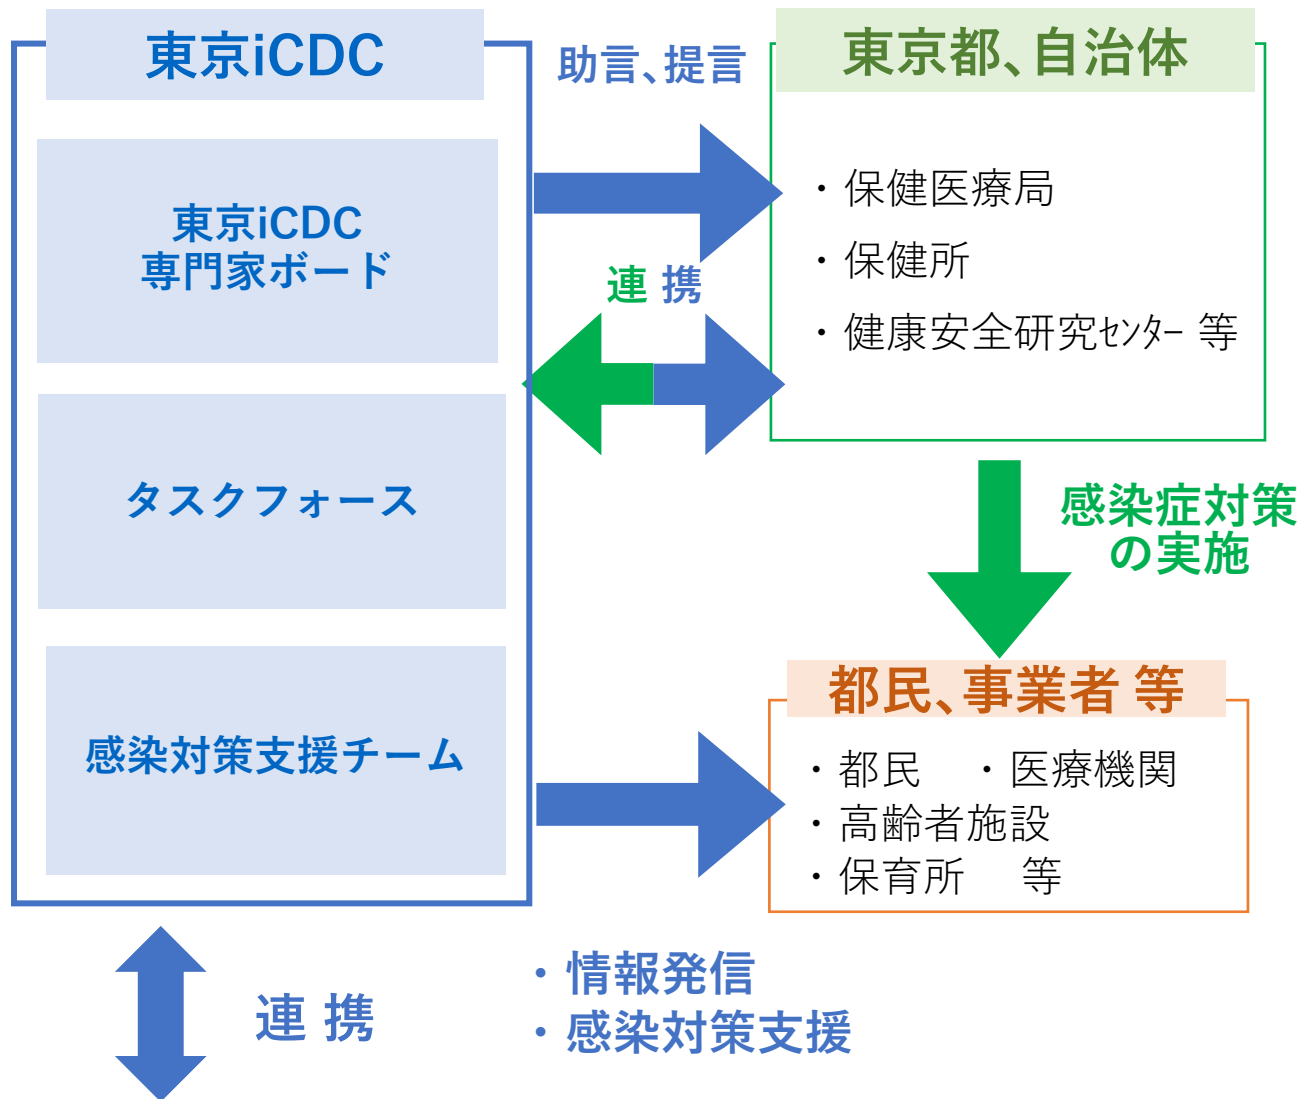 東京iCDC
東京iCDC
専門家ボード
タスクフォース
感染対策支援チーム
助言、提言
連 携
東京都、自治体
・保健医療局
・保健所
・健康安全研究ｾﾝﾀｰ 等
感染症対策
の実施
都民、事業者 等
・都民　・医療機関
・高齢者施設
・保育所　等
連 携
・情報発信
・感染対策支援